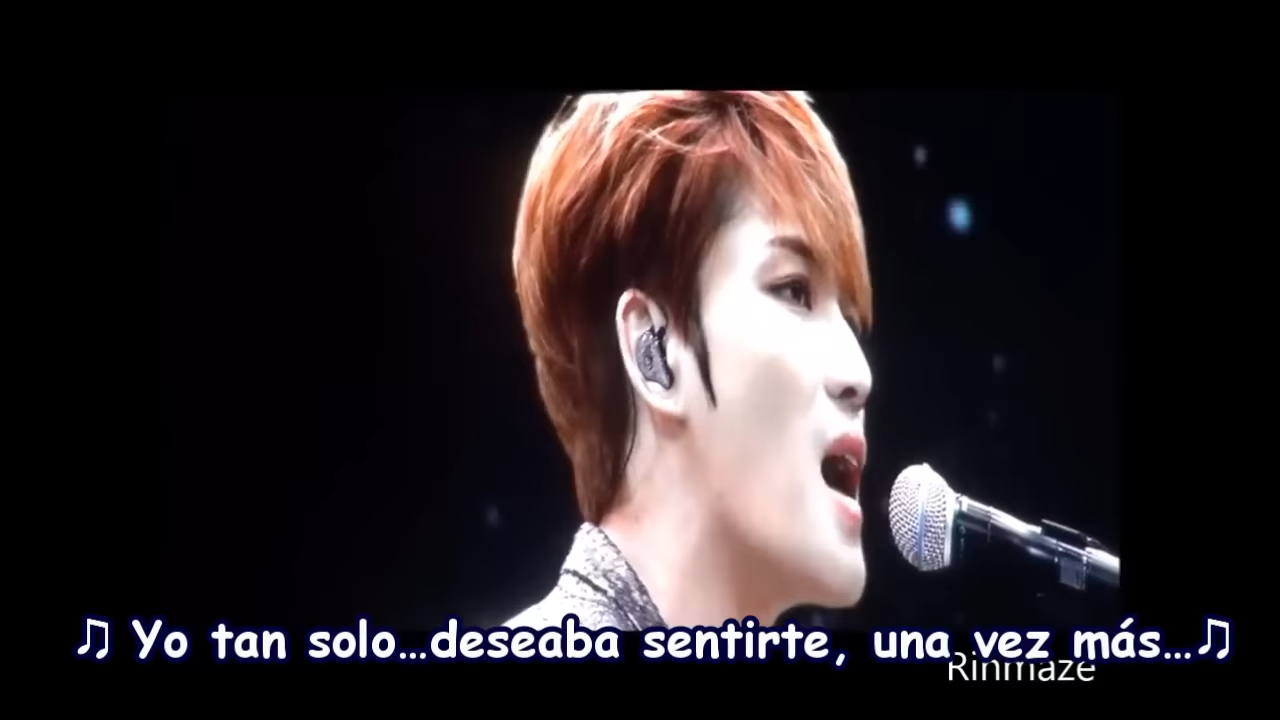 ♫ Yo tan solo...deseaba sentirte, una vez más...♫
Rinmaze